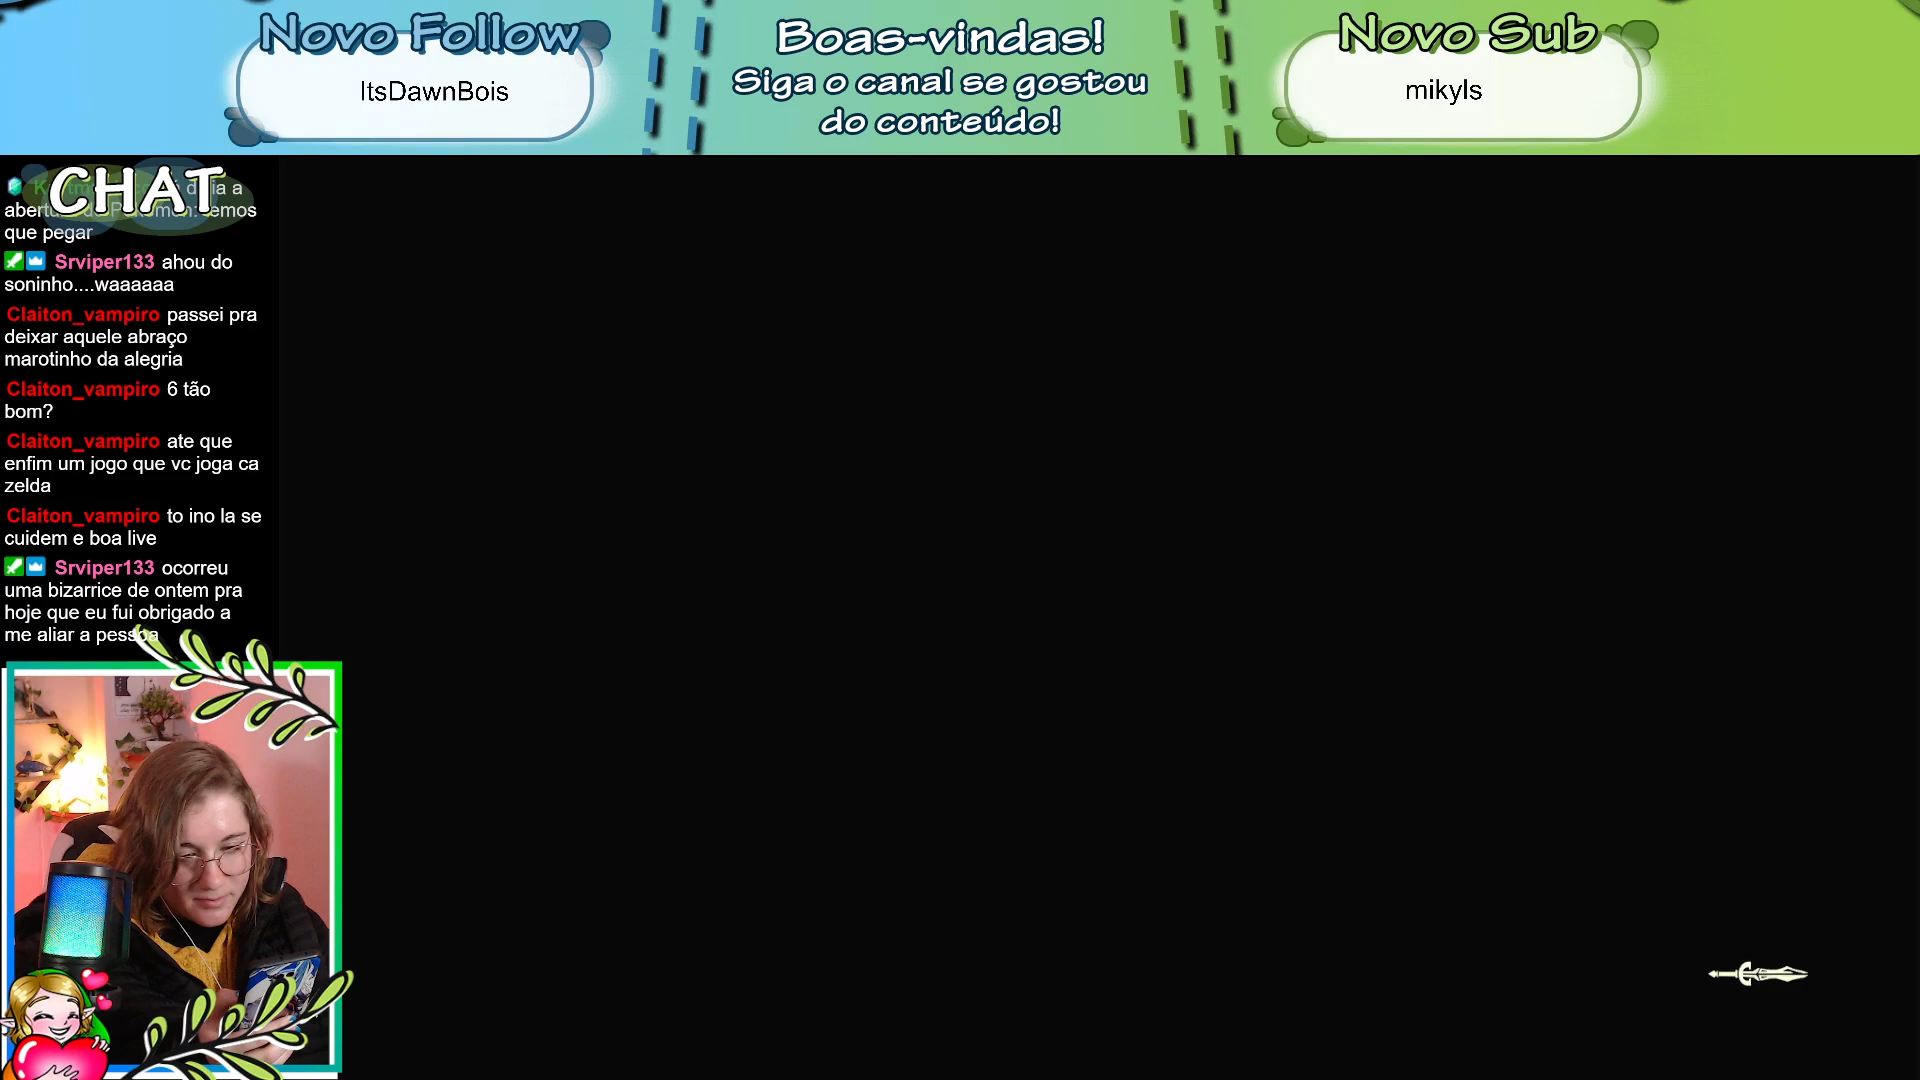 Novo Follow
ItsDawnBois
Boas-vindas!
Siga o canal se gostou
do conteúdo!
Novo Sub
mikyls
CHAT
a
que pegar
Srviper133 ahou do
soninho....waaaaaa
Claiton_vampiro passei pra
deixar aquele abraço
marotinho da alegria
Claiton_vampiro 6 tão
bom?
Claiton_vampiro ate que
enfim um jogo que vc joga ca
zelda
Claiton_vampiro to ino la se
cuidem e boa live
Srviper133 ocorreu
uma bizarrice de ontem pra
hoje que eu fui obrigado a
me aliar a pessoa